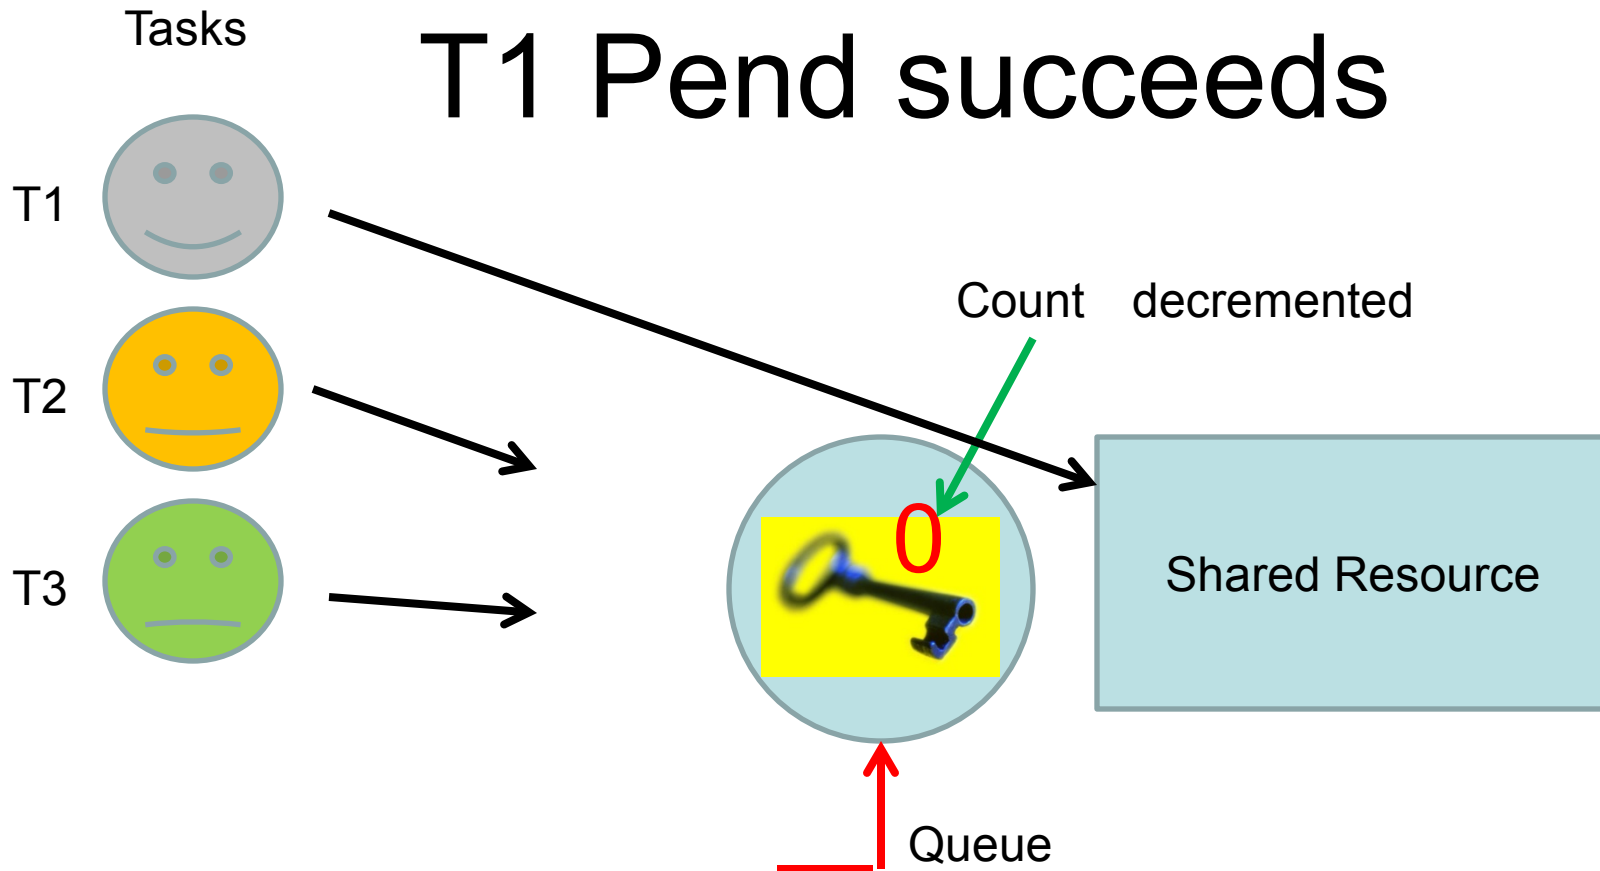 Tasks
T1 Pend succeeds
T1
Count decremented
T2
0
Shared Resource
T3
Queue